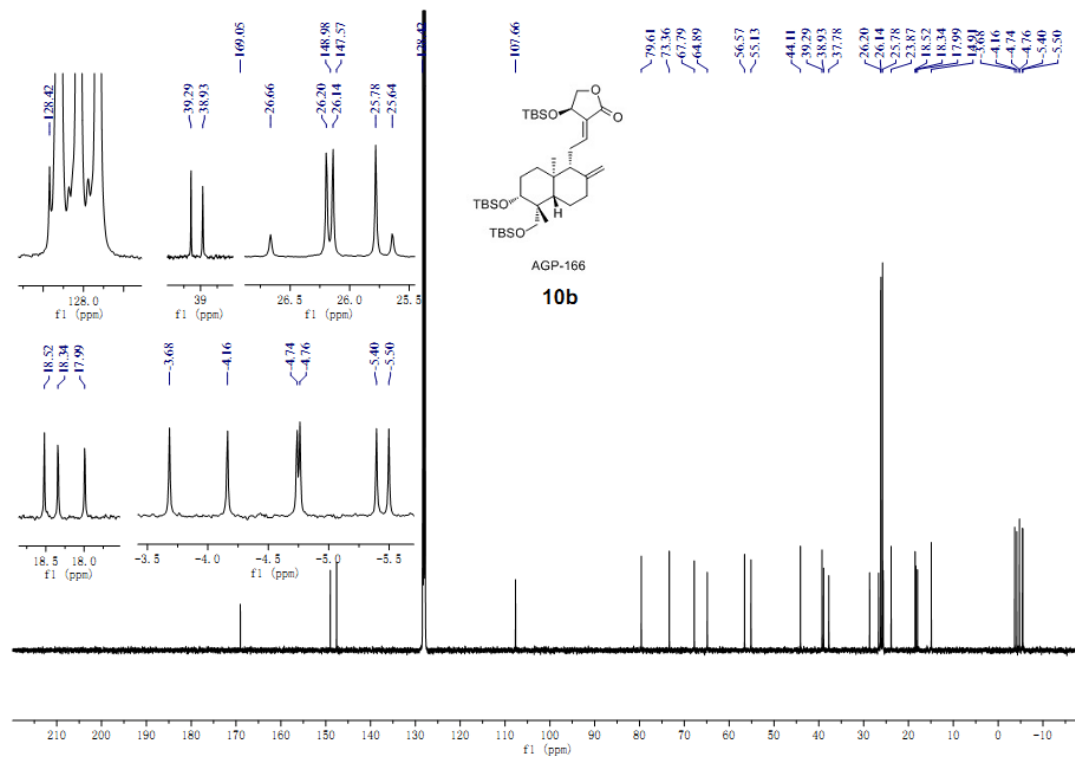 169.05
148.98
147.57
128.42
107.66
79.61
73.36
67.79
64.89
56.57
55.13
44.11
39.29
38.93
37.78
26.20
26.14
25.78
23.87
18.52
18.34
17.99
14.91
-3.68
-4.16
-4.74
-4.76
-5.40
-5.50
128.42
39.29
38.93
26.66
26.20
26.14
25.78
25.64
128.0
f1 (ppm)
39
f1 (ppm)
26.5 26.0 25.5
f1 (ppm)
18.52
18.34
17.99
-3.68
-4.16
-4.74
-4.76
-5.40
-5.50
18.5 18.0
f1 (ppm)
-3.5 -4.0 -4.5 -5.0 -5.5
f1 (ppm)
O
TBSO
O
H
TBSO
TBSO
AGP-166
10b
210 200 190 180 170 160 150 140 130 120 110 100 90 80 70 60 50 40 30 20 10 0 -10
f1 (ppm)